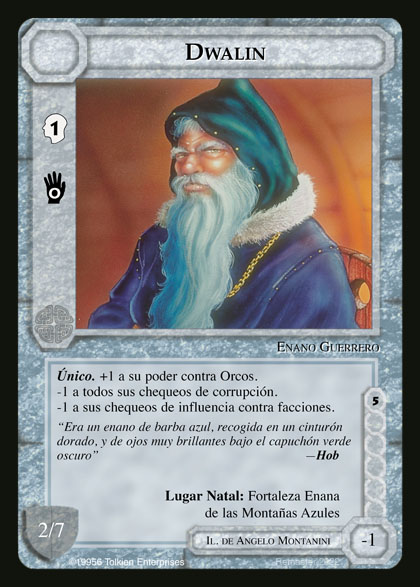 DWALIN
1
0
ENANO GUERRERO
Único. +1 a su poder contra Orcos.
-1 a todos sus chequeos de corrupción.
-1 a sus chequeos de influencia contra facciones.
5
“Era un enano de barba azul, recogida en un cinturón
dorado, y de ojos muy brillantes bajo el capuchón verde
oscuro” –Hob
Lugar Natal: Fortaleza Enana
de las Montañas Azules
2/7
IL. DE ANGELO MONTANINI
-1
Tolkien Enterprises